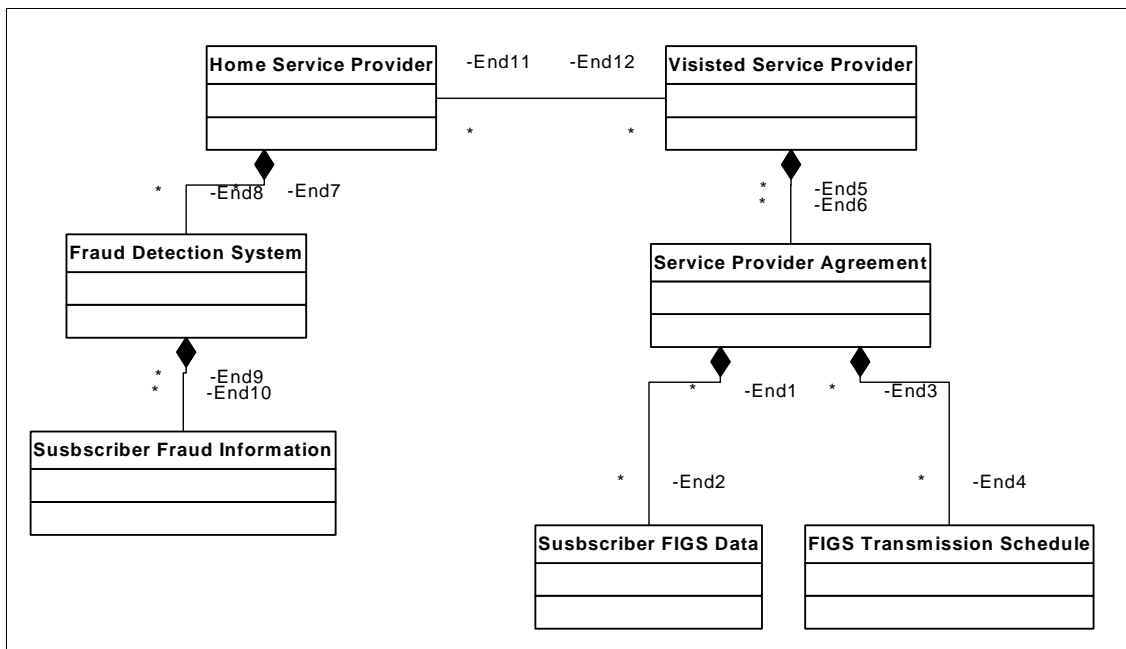 Home Service Provider
-End11
-End12
Visisted Service Provider
*
*
*
-End8
*
-End7
*
-End5
*
-End6
Fraud Detection System
Service Provider Agreement
*
-End9
*
-End10
*
-End1
*
-End3
Susbscriber Fraud Information
*
-End2
*
-End4
Susbscriber FIGS Data
FIGS Transmission Schedule